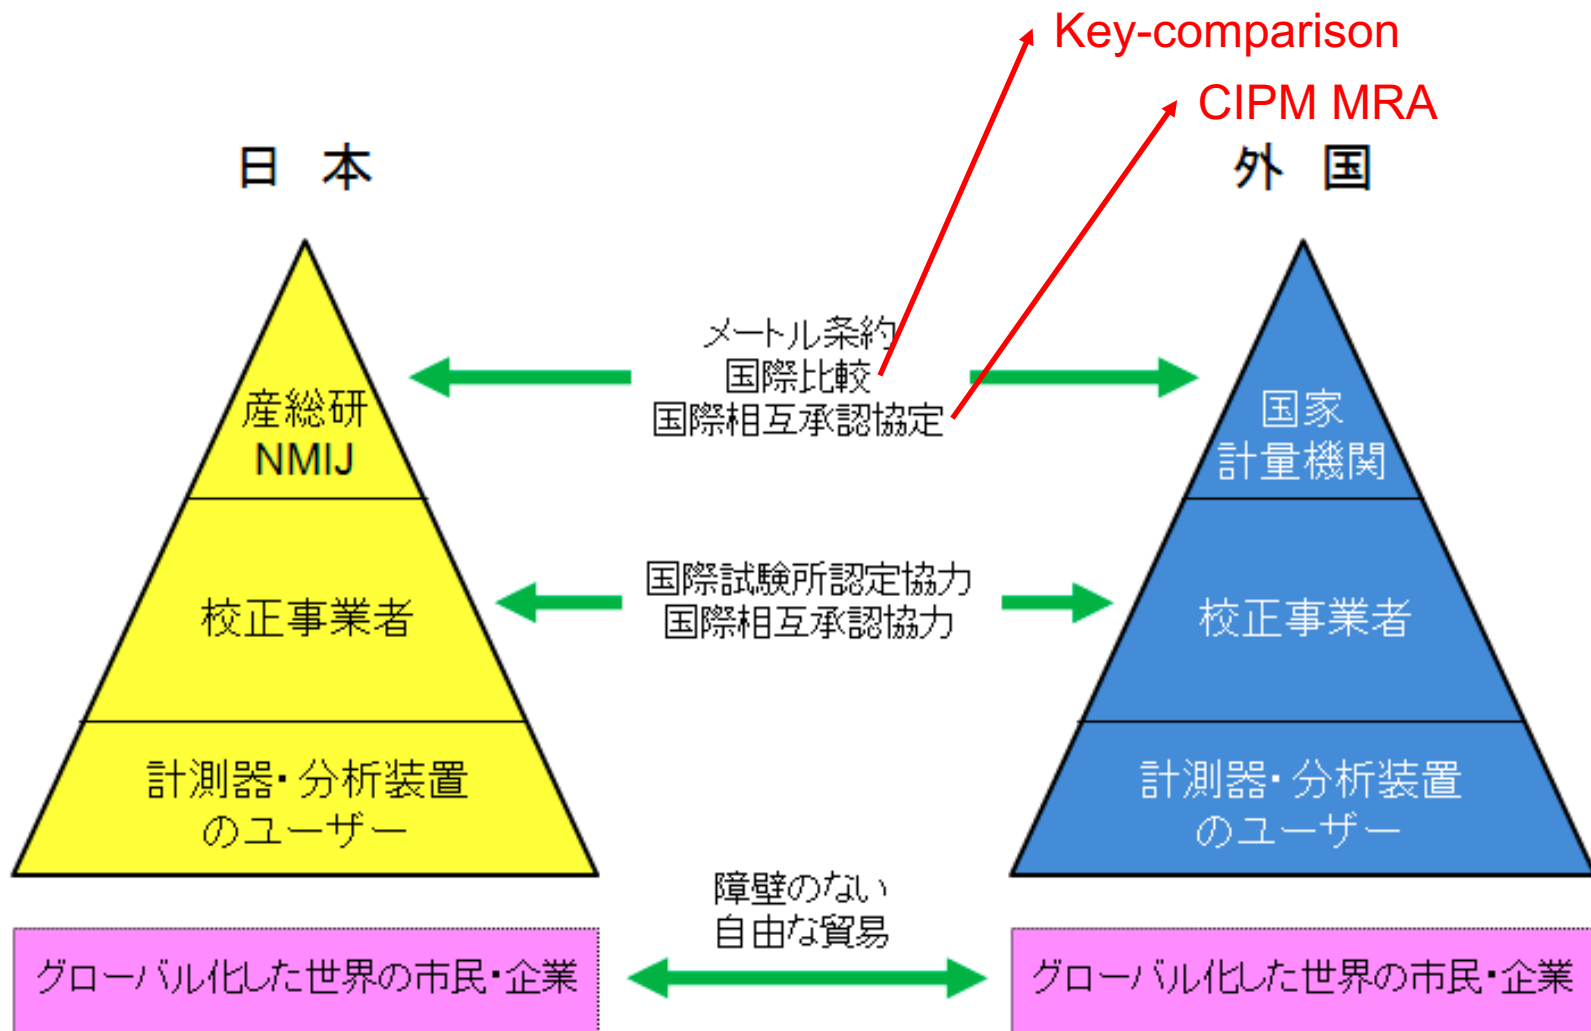 Key-comparison
CIPM MRA
日 本
外 国
メートル条約
国際比較
国際相互承認協定
産総研
NMIJ
国家
計量機関
国際試験所認定協力
国際相互承認協力
校正事業者
校正事業者
計測器・分析装置
のユーザー
計測器・分析装置
のユーザー
障壁のない
自由な貿易
グローバル化した世界の市民・企業
グローバル化した世界の市民・企業